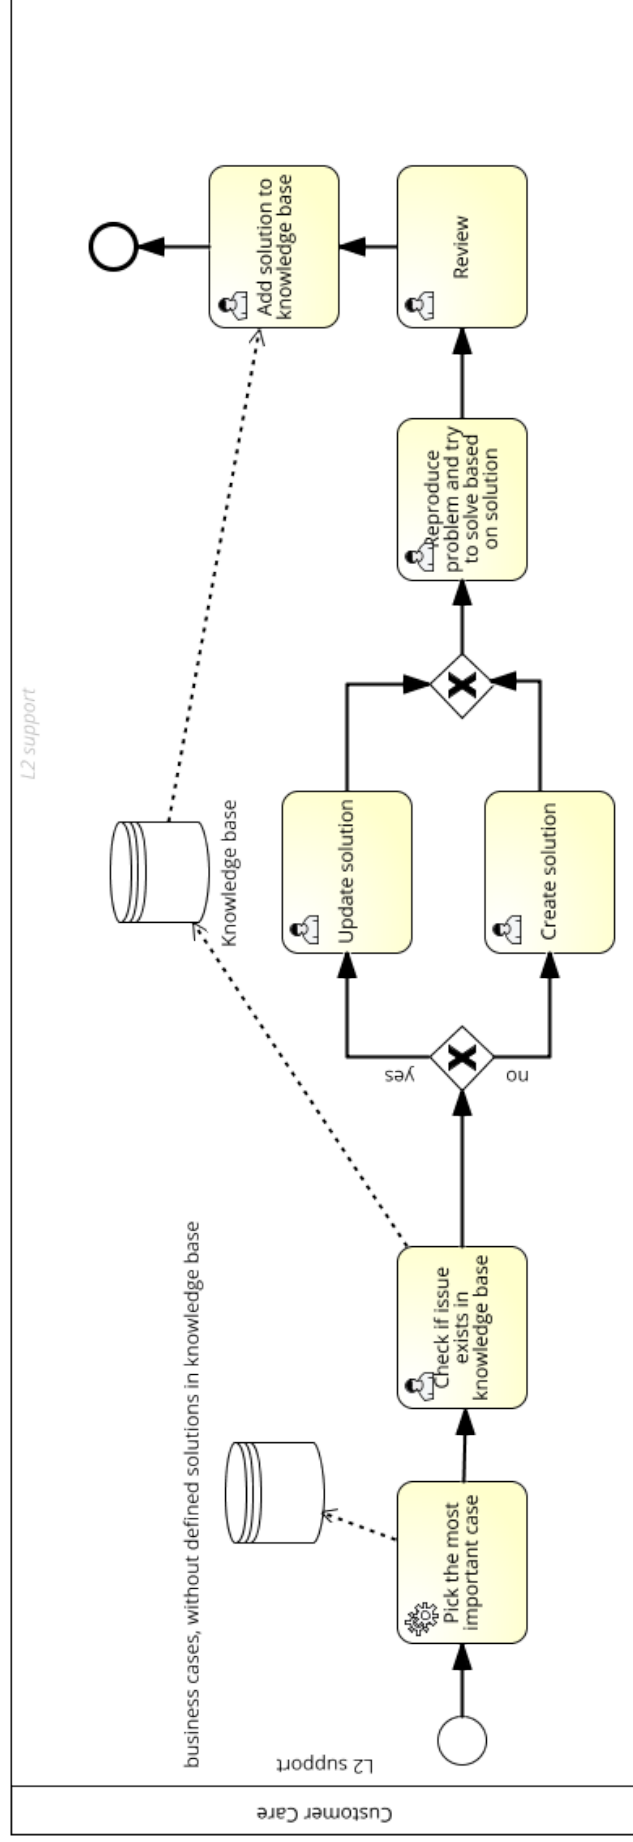 L2 support
Customer Care
L2 support
business cases, without defined solutions in knowledge base
Pick the most
important case
Check if issue
exists in
knowledge base
yes
no
Knowledge base
Update solution
Create solution
Reproduce
problem and try
to solve based
on solution
Review
Add solution to
knowledge base